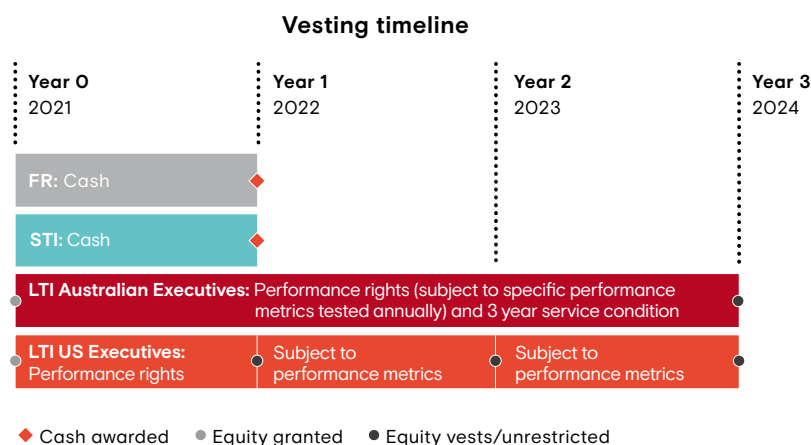 Vesting timeline
Year 0
2021
Year 1
2022
Year 2
2023
Year 3
2024
FR: Cash
STI: Cash
LTI Australian Executives: Performance rights (subject to specific performance
metrics tested annually) and 3 year service condition
LTI US Executives:
Performance rights
Subject to
performance metrics
Subject to
performance metrics
Cash awarded
Equity granted
Equity vests/unrestricted